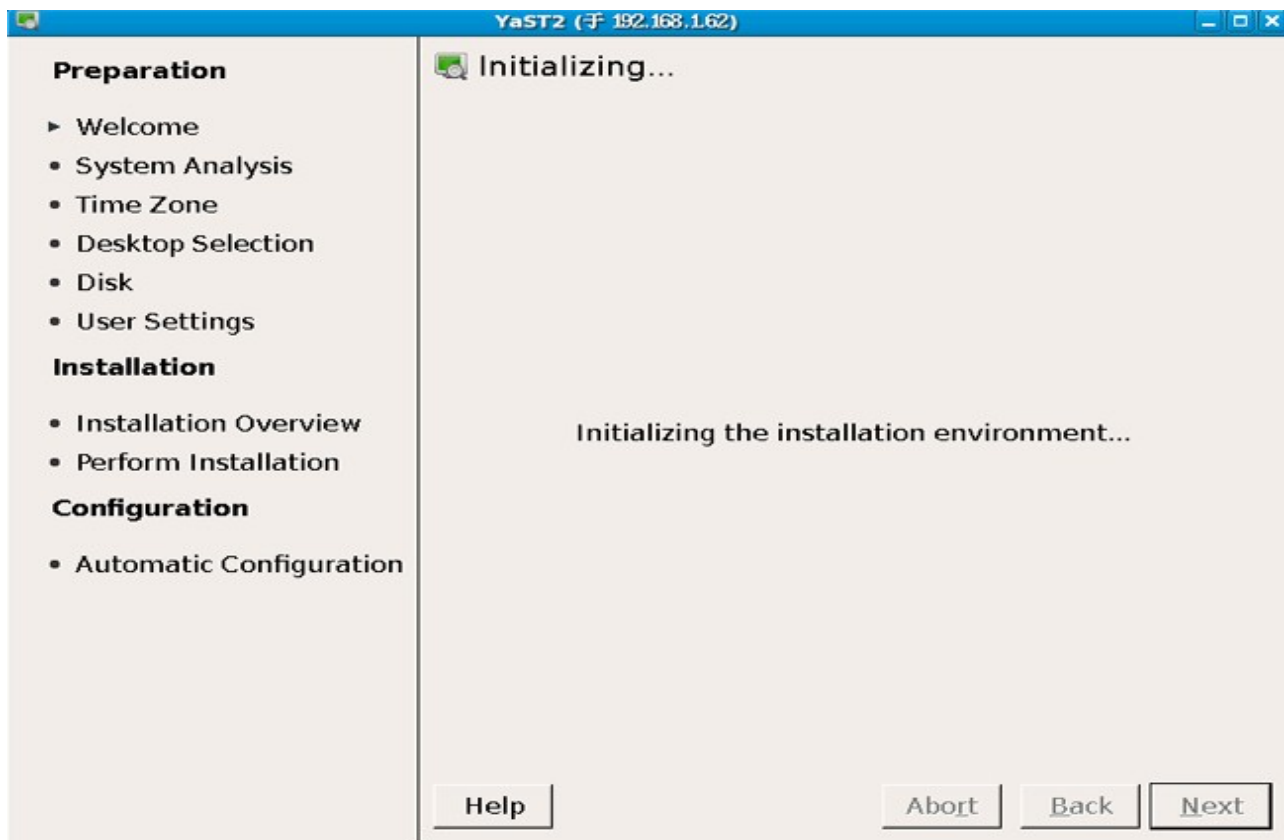 YaST2 (于 192.168.1.62)
Preparation
Welcome
System Analysis
Time Zone
Desktop Selection
Disk
User Settings
Installation
Installation Overview
Perform Installation
Configuration
Automatic Configuration
Initializing...
Initializing the installation environment...
Help
Abort
Back
Next